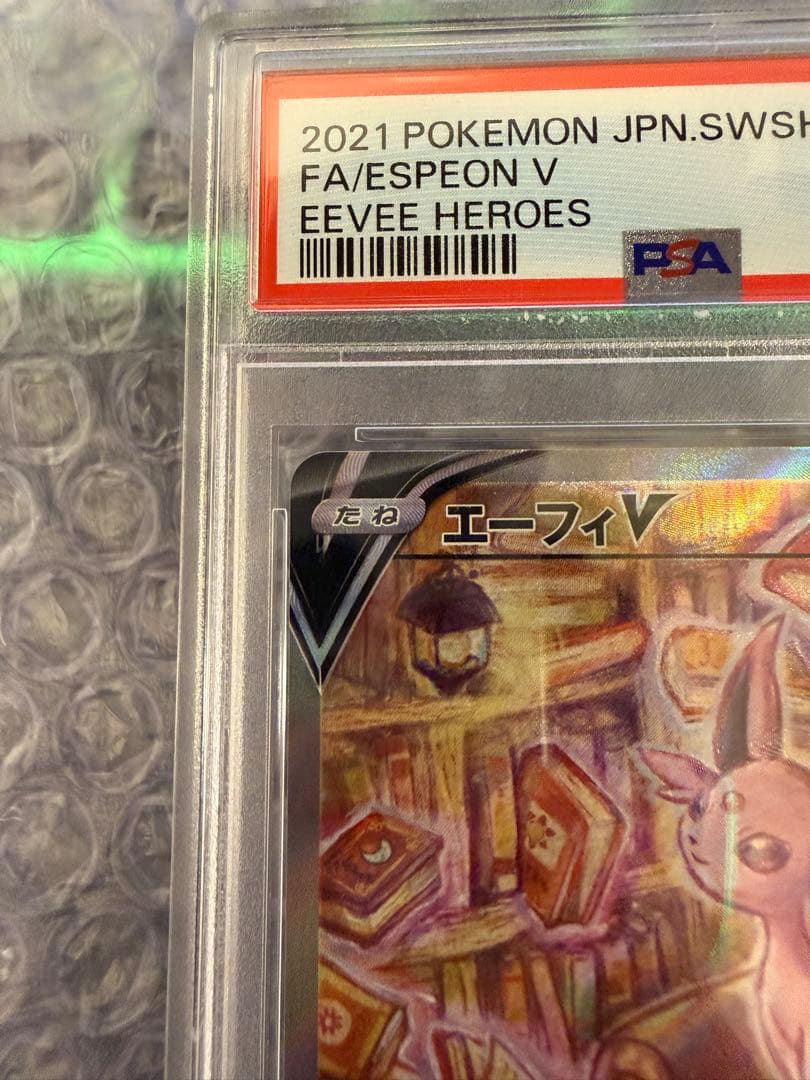 2021 POKEMON JPN.SWSH
FA/ESPEON V
EEVEE HEROES
PSA
たね
エーフィV